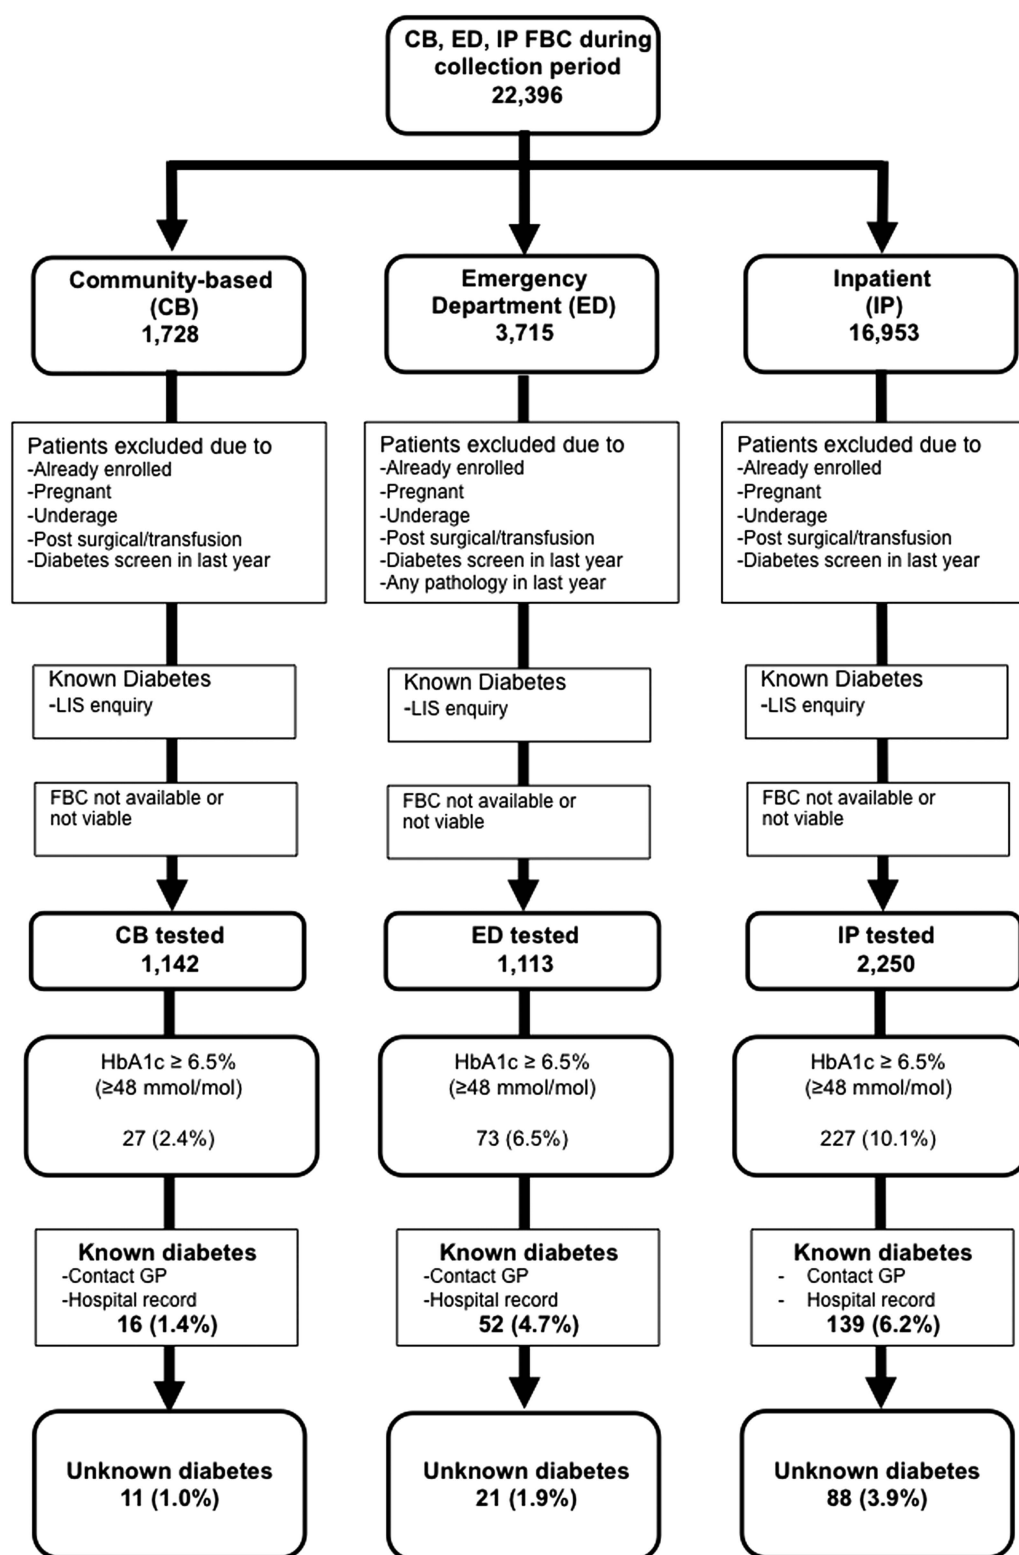 CB, ED, IP FBC during
collection period
22,396
Community-based
(CB)
1,728
Emergency
Department (ED)
3,715
Inpatient
(IP)
16,953
Patients excluded due to
-Already enrolled
-Pregnant
-Underage
-Post surgical/transfusion
-Diabetes screen in last year
Patients excluded due to
-Already enrolled
-Pregnant
-Underage
-Post surgical/transfusion
-Diabetes screen in last year
-Any pathology in last year
Patients excluded due to
-Already enrolled
-Pregnant
-Underage
-Post surgical/transfusion
-Diabetes screen in last year
Known Diabetes
-LIS enquiry
Known Diabetes
-LIS enquiry
Known Diabetes
-LIS enquiry
FBC not available or
not viable
FBC not available or
not viable
FBC not available or
not viable
CB tested
1,142
ED tested
1,113
IP tested
2,250
HbA1c ≥ 6.5%
(≥48 mmol/mol)
27 (2.4%)
HbA1c ≥ 6.5%
(≥48 mmol/mol)
73 (6.5%)
HbA1c ≥ 6.5%
(≥48 mmol/mol)
227 (10.1%)
Known diabetes
-Contact GP
-Hospital record
16 (1.4%)
Known diabetes
-Contact GP
-Hospital record
52 (4.7%)
Known diabetes
- Contact GP
- Hospital record
139 (6.2%)
Unknown diabetes
11 (1.0%)
Unknown diabetes
21 (1.9%)
Unknown diabetes
88 (3.9%)